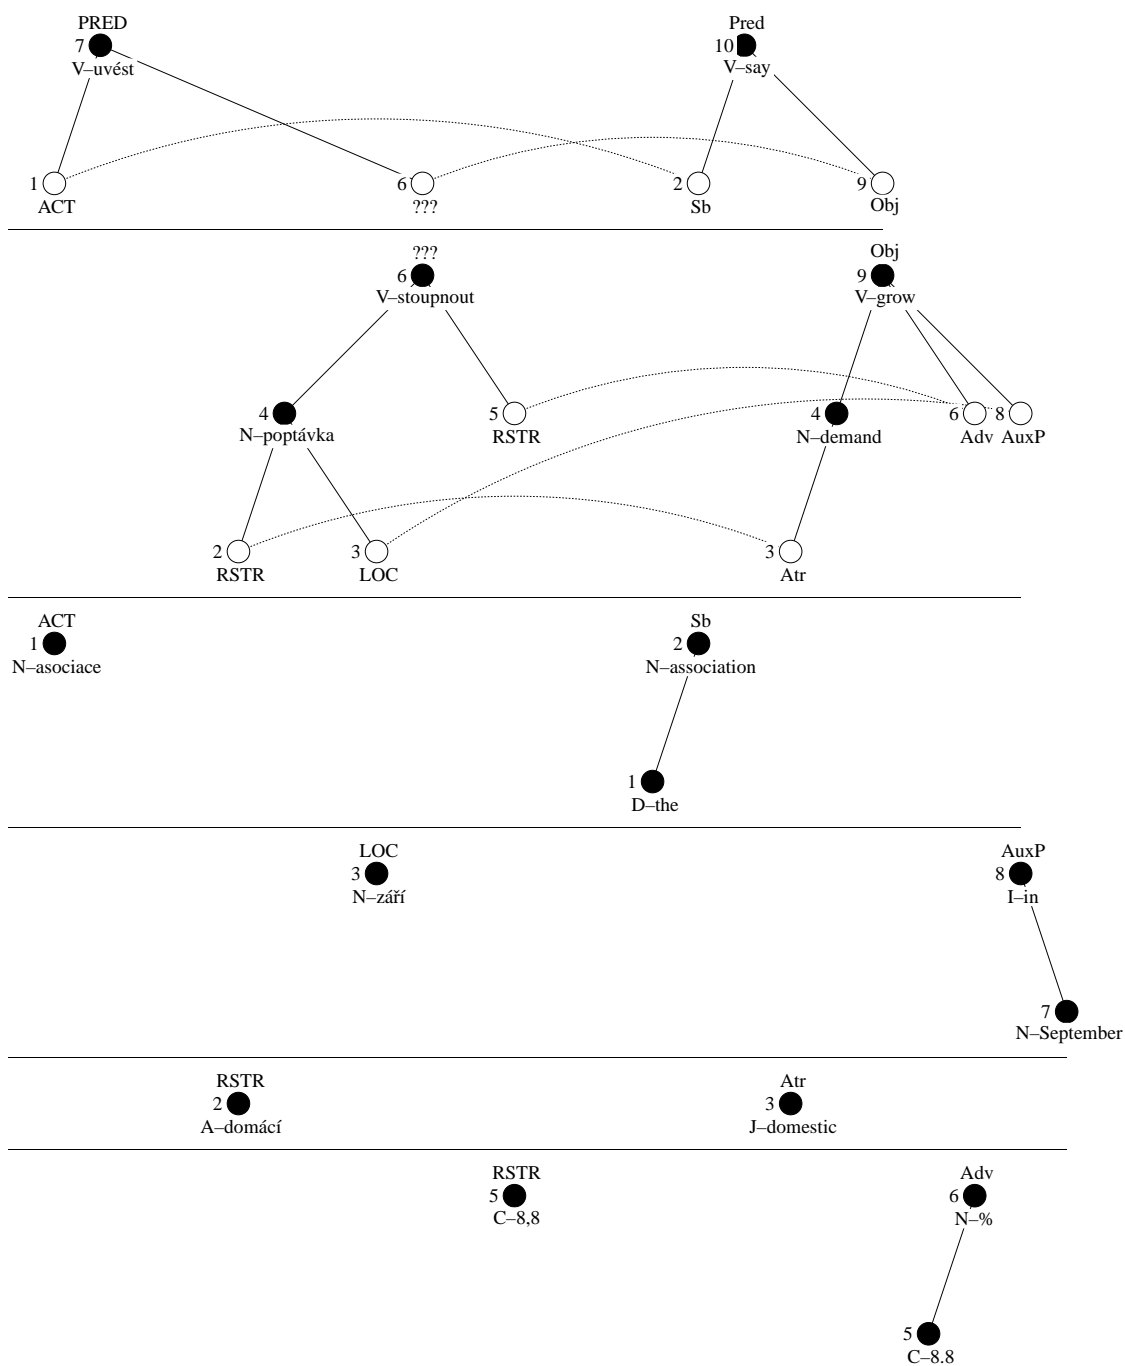 PRED Pred
7 10
V–uvést V–say
1 6 2 9
ACT ??? Sb Obj
??? Obj
6 9
V–stoupnout V–grow
4 5 4 6 8
N–poptávka RSTR N–demand Adv AuxP
2 3 3
RSTR LOC Atr
ACT Sb
1 2
N–asociace N–association
1
D–the
LOC AuxP
3 8
N–září I–in
7
N–September
RSTR Atr
2 3
A–domácí J–domestic
RSTR Adv
5 6
C–8,8 N–%
5
C–8.8